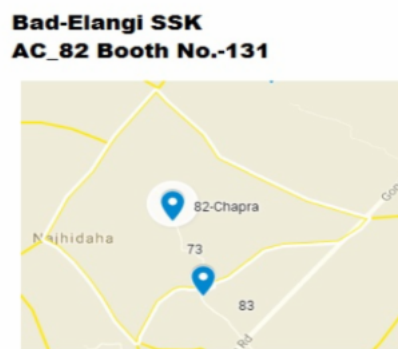 Bad-Elangi SSK
AC_82 Booth No.-131
82-Chapra
Najhidaha
73
83
Rd